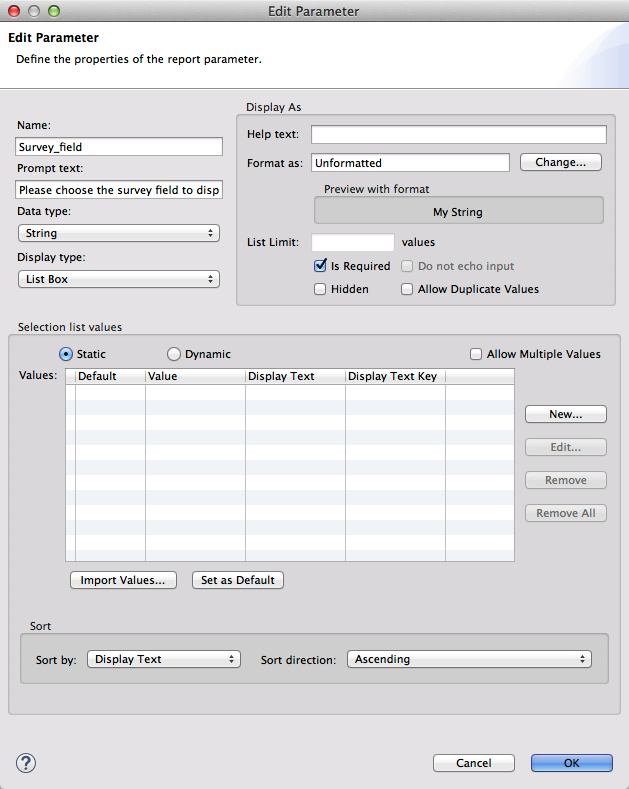 Edit Parameter
Edit Parameter
Define the properties of the report parameter.
Display As
Name:
Survey_field
Help text:
Prompt text:
Format as: Unformatted Change...
Please choose the survey field to disp
Preview with format
Data type:
My String
String
List Limit: values
Display type:
Is Required Do not echo input
List Box
Hidden Allow Duplicate Values
Selection list values
Static Dynamic Allow Multiple Values
Values: Default Value Display Text Display Text Key
New...
Edit...
Remove
Remove All
Import Values... Set as Default
Sort
Sort by: Display Text Sort direction: Ascending
? Cancel OK